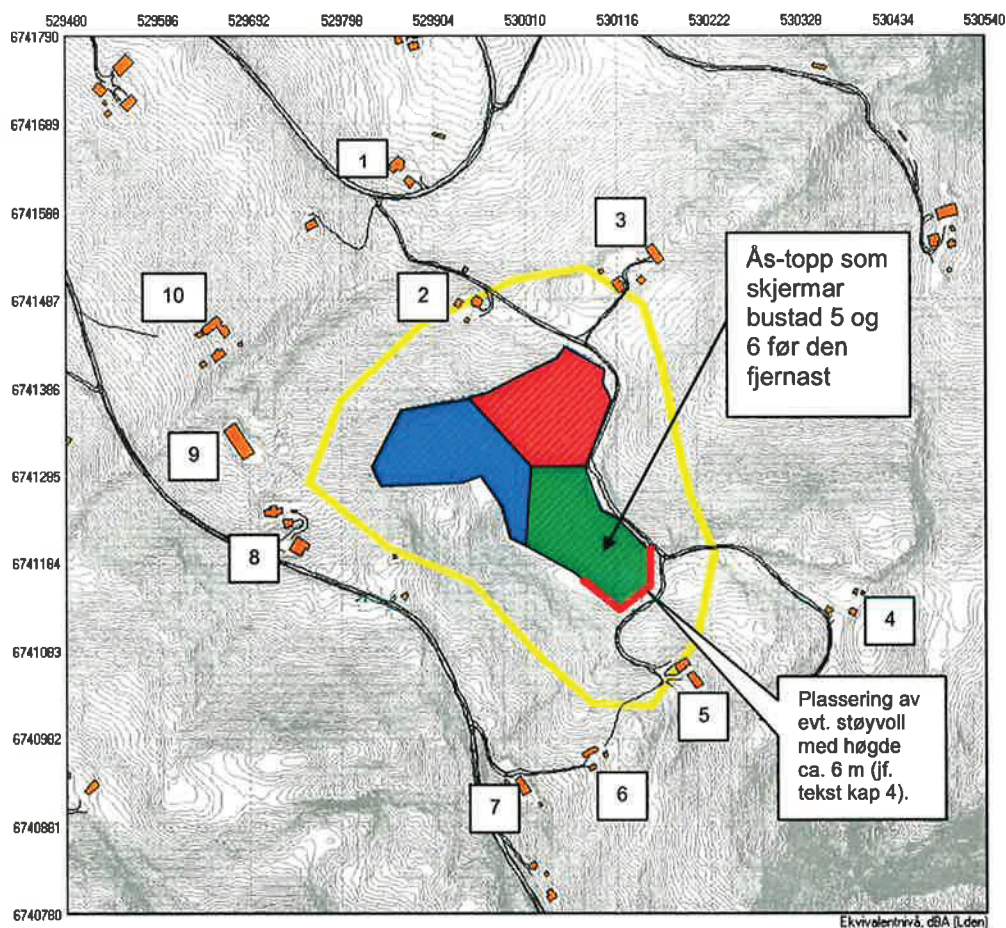 529480 529586 529692 529798 529904 530010 530116 530222 530328 530434 530540
6741790
6741689
6741588
6741487
6741386
6741285
6741184
6741083
6740982
6740881
6740780
1
3
2
10
9
8
4
5
6
7
Ås-topp som
skjermar
bustad 5 og
6 før den
fjernast
Plassering av
evt. støyvoll
med høgde
ca. 6 m (jf.
tekst kap 4).
Ekvivalentnivå, dBA [Lden]